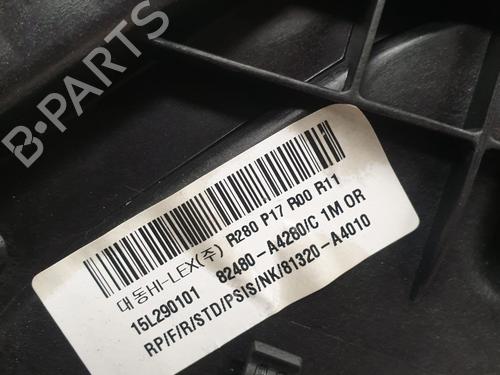 B-PARTS
대동HI-LEX(주) R280 P17 R00 R11
15L290101 82480-A4280/C 1M OR
RP/F/R/STD/PSIS/NK/81320-A4010